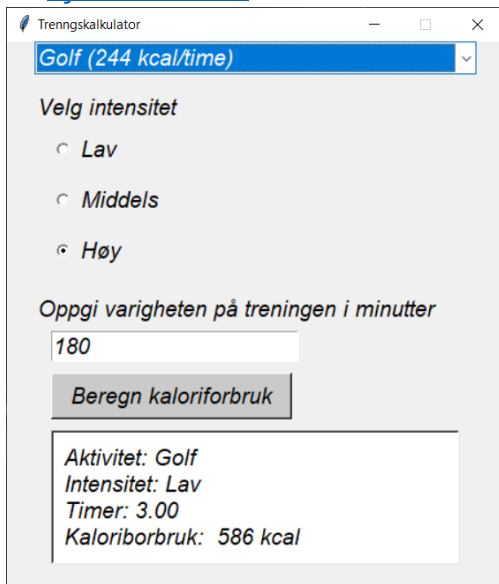 Trenngskalkulator
Golf (244 kcal/time)
Velg intensitet
Lav
Middels
Høy
Oppgi varigheten på treningen i minutter
180
Beregn kaloriforbruk
Aktivitet: Golf
Intensitet: Lav
Timer: 3.00
Kaloriborbruk:  586 kcal